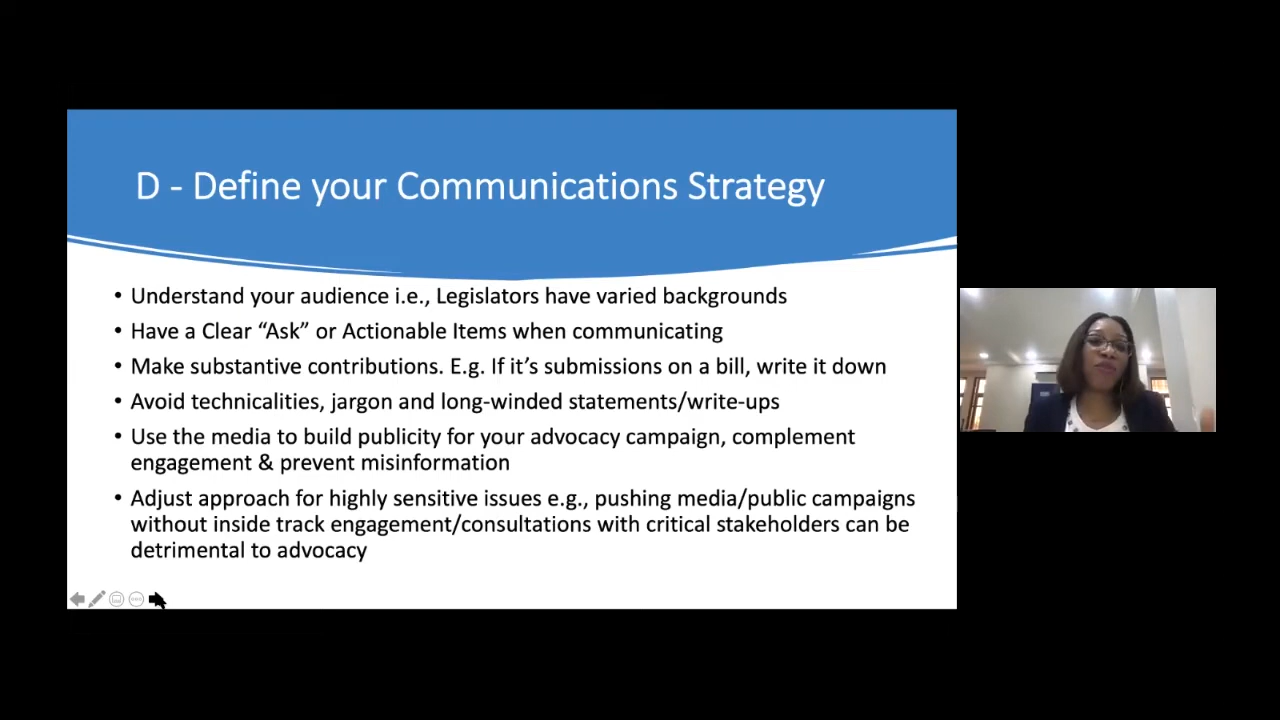 D - Define your Communications Strategy
• Understand your audience i.e., Legislators have varied backgrounds
• Have a Clear “Ask” or Actionable Items when communicating
• Make substantive contributions. E.g. If it’s submissions on a bill, write it down
• Avoid technicalities, jargon and long-winded statements/write-ups
• Use the media to build publicity for your advocacy campaign, complement
engagement & prevent misinformation
• Adjust approach for highly sensitive issues e.g., pushing media/public campaigns
without inside track engagement/consultations with critical stakeholders can be
detrimental to advocacy